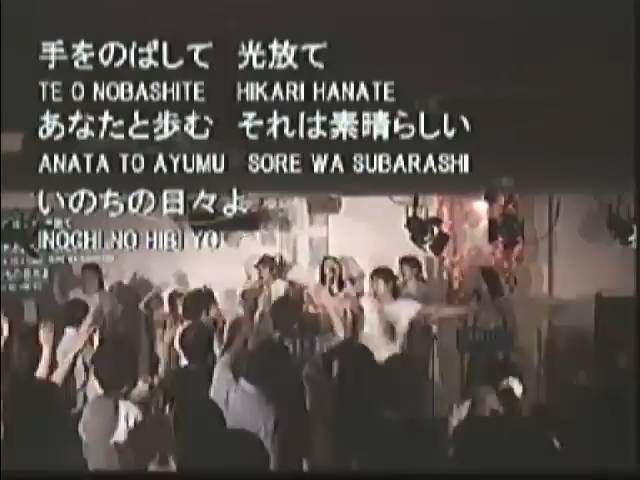 手をのばして　光放て
TE O NOBASHITE　HIKARI HANATE
あなたと歩む　それは素晴らしい
ANATA TO AYUMU　SORE WA SUBARASHI
いのちの日々よ
INOCHI NO HIBI YO